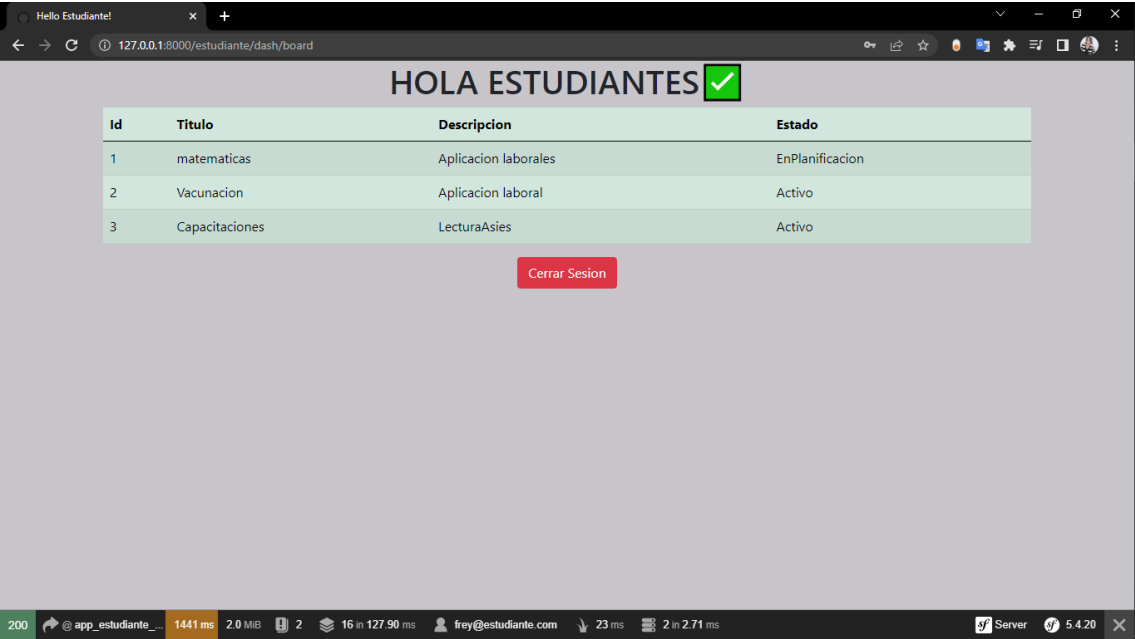 Hello Estudiante!
127.0.0.1:8000/estudiante/dash/board
HOLA ESTUDIANTES
Id Titulo Descripcion Estado
1 matematicas Aplicacion laborales EnPlanificacion
2 Vacunacion Aplicacion laboral Activo
3 Capacitaciones LecturaAsies Activo
Cerrar Sesion
200 @ app_estudiante_... 1441 ms 2.0 MiB 2 16 in 127.90 ms frey@estudiante.com 23 ms 2 in 2.71 ms sf Server sf 5.4.20